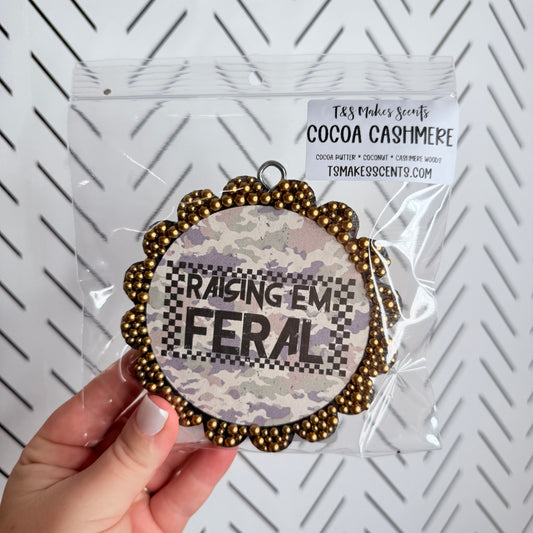 T&S Makes Scents
COCOA CASHMERE
COCOA BUTTER * COCONUT * CASHMERE WOODS
TSMAKESSCENTS.COM
RAISING 'EM
FERAL